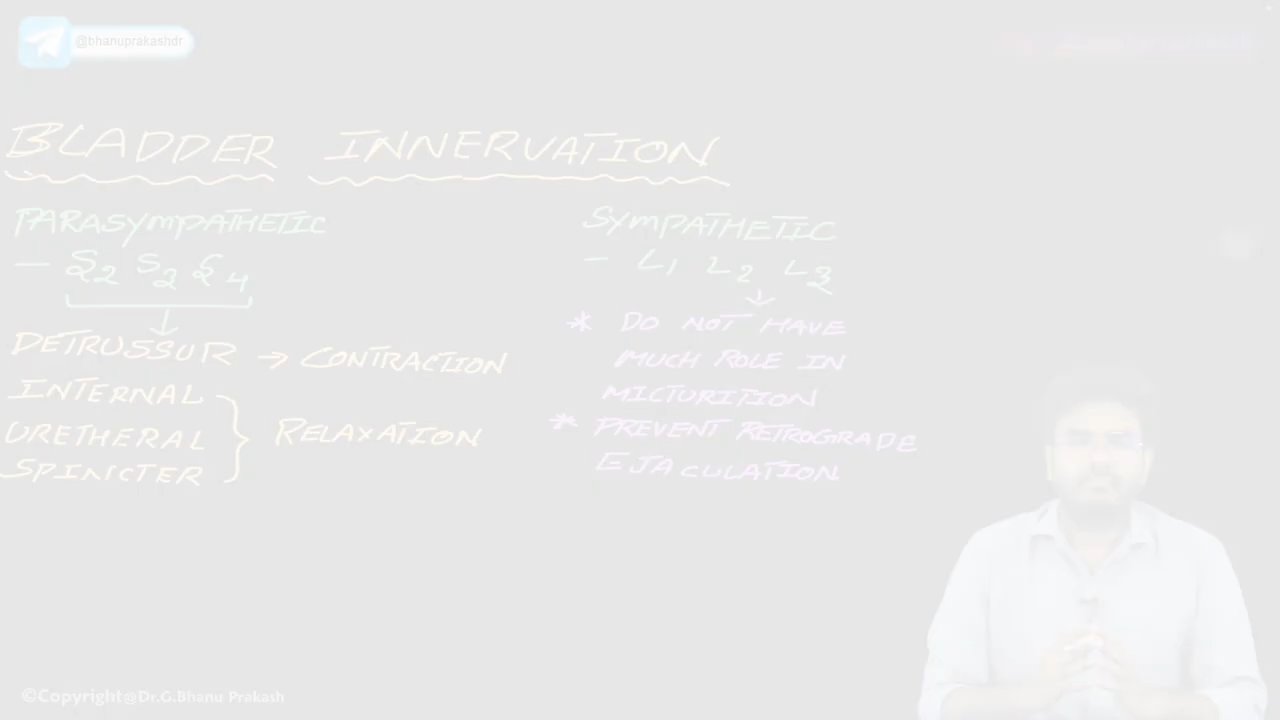 @bhanuprakashdr
BLADDER INNERVATION
PARASYMPATHETIC
- S2 S3 S4
DETRUSSUR → CONTRACTION
INTERNAL
URETHERAL
SPINCTER
RELAXATION
SYMPATHETIC
- L1 L2 L3
* DO NOT HAVE
MUCH ROLE IN
MICTURITION
* PREVENT RETROGRADE
EJACULATION
©Copyright@Dr.G.Bhanu Prakash